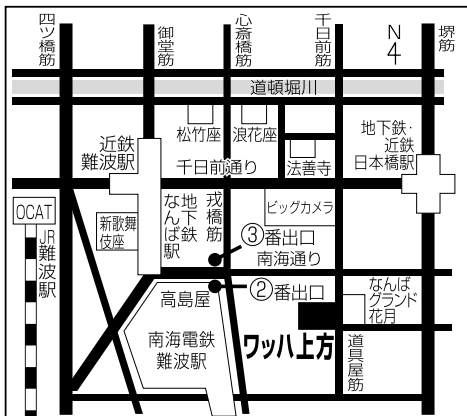 四ツ橋筋
御堂筋
心斎橋筋
千日前筋
N
堺筋
道頓堀川
松竹座
浪花座
法善寺
地下鉄・
近鉄
日本橋駅
近鉄
難波駅
千日前通り
OCAT
JR難波駅
新歌舞
伎座
地下鉄
なんば駅
戎橋筋
ビッグカメラ
③番出口
南海通り
②番出口
高島屋
南海電鉄
難波駅
なんば
グランド
花月
ワッハ上方
道具屋筋